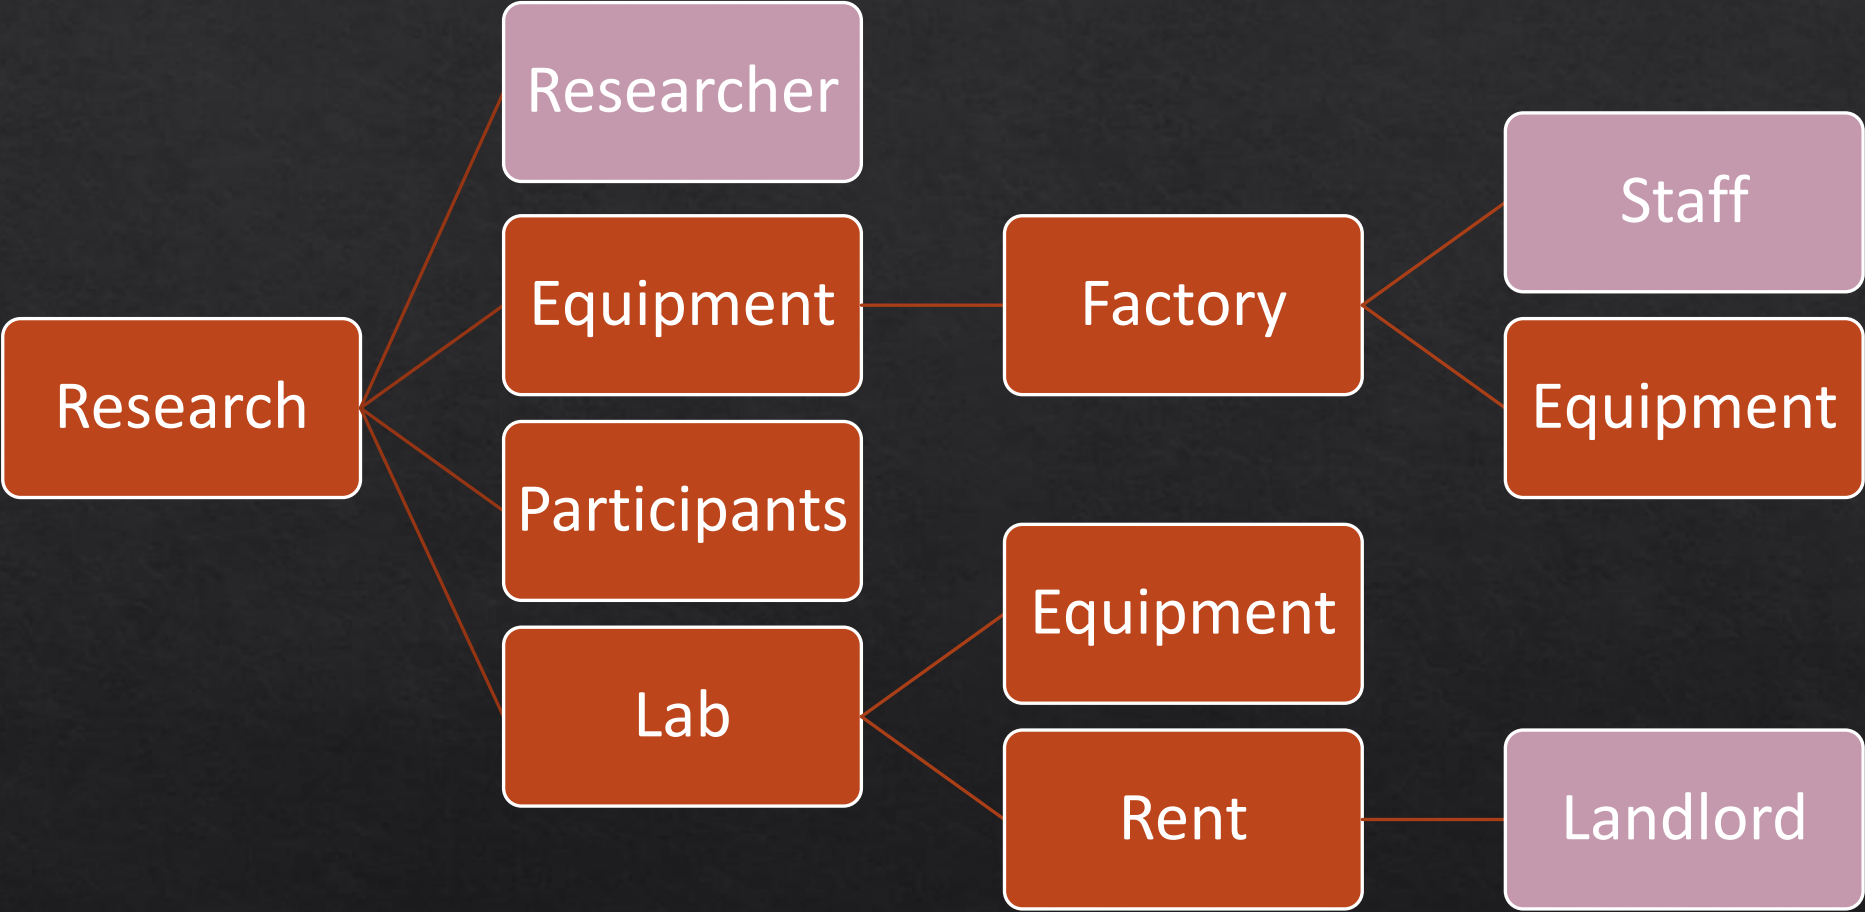 Research
Researcher
Equipment
Participants
Lab
Factory
Equipment
Rent
Staff
Equipment
Landlord